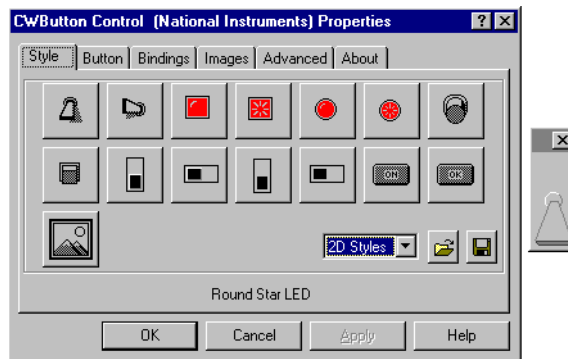 CWButton Control (National Instruments) Properties
Style Button Bindings Images Advanced About
ON OK
2D Styles
Round Star LED
OK Cancel Apply Help